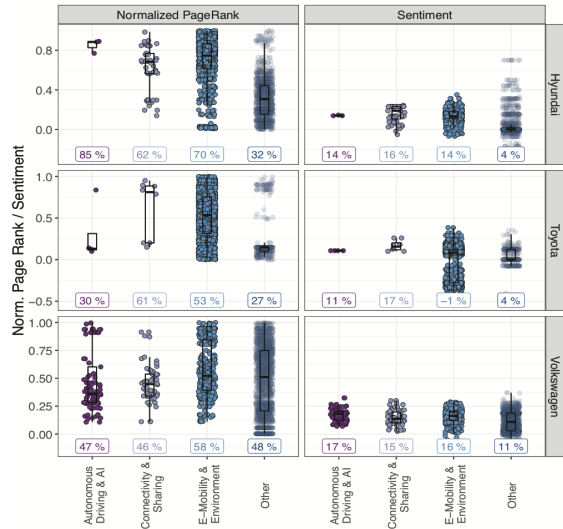 Normalized PageRank
Sentiment
Norm. Page Rank / Sentiment
0.8
0.4
0.0
85 %
62 %
70 %
32 %
14 %
16 %
14 %
4 %
Hyundai
1.0
0.5
0.0
−0.5
30 %
61 %
53 %
27 %
11 %
17 %
−1 %
4 %
Toyota
1.00
0.75
0.50
0.25
0.00
47 %
46 %
58 %
48 %
17 %
15 %
16 %
11 %
Volkswagen
Autonomous
Driving & AI
Connectivity &
Sharing
E−Mobility &
Environment
Other
Autonomous
Driving & AI
Connectivity &
Sharing
E−Mobility &
Environment
Other